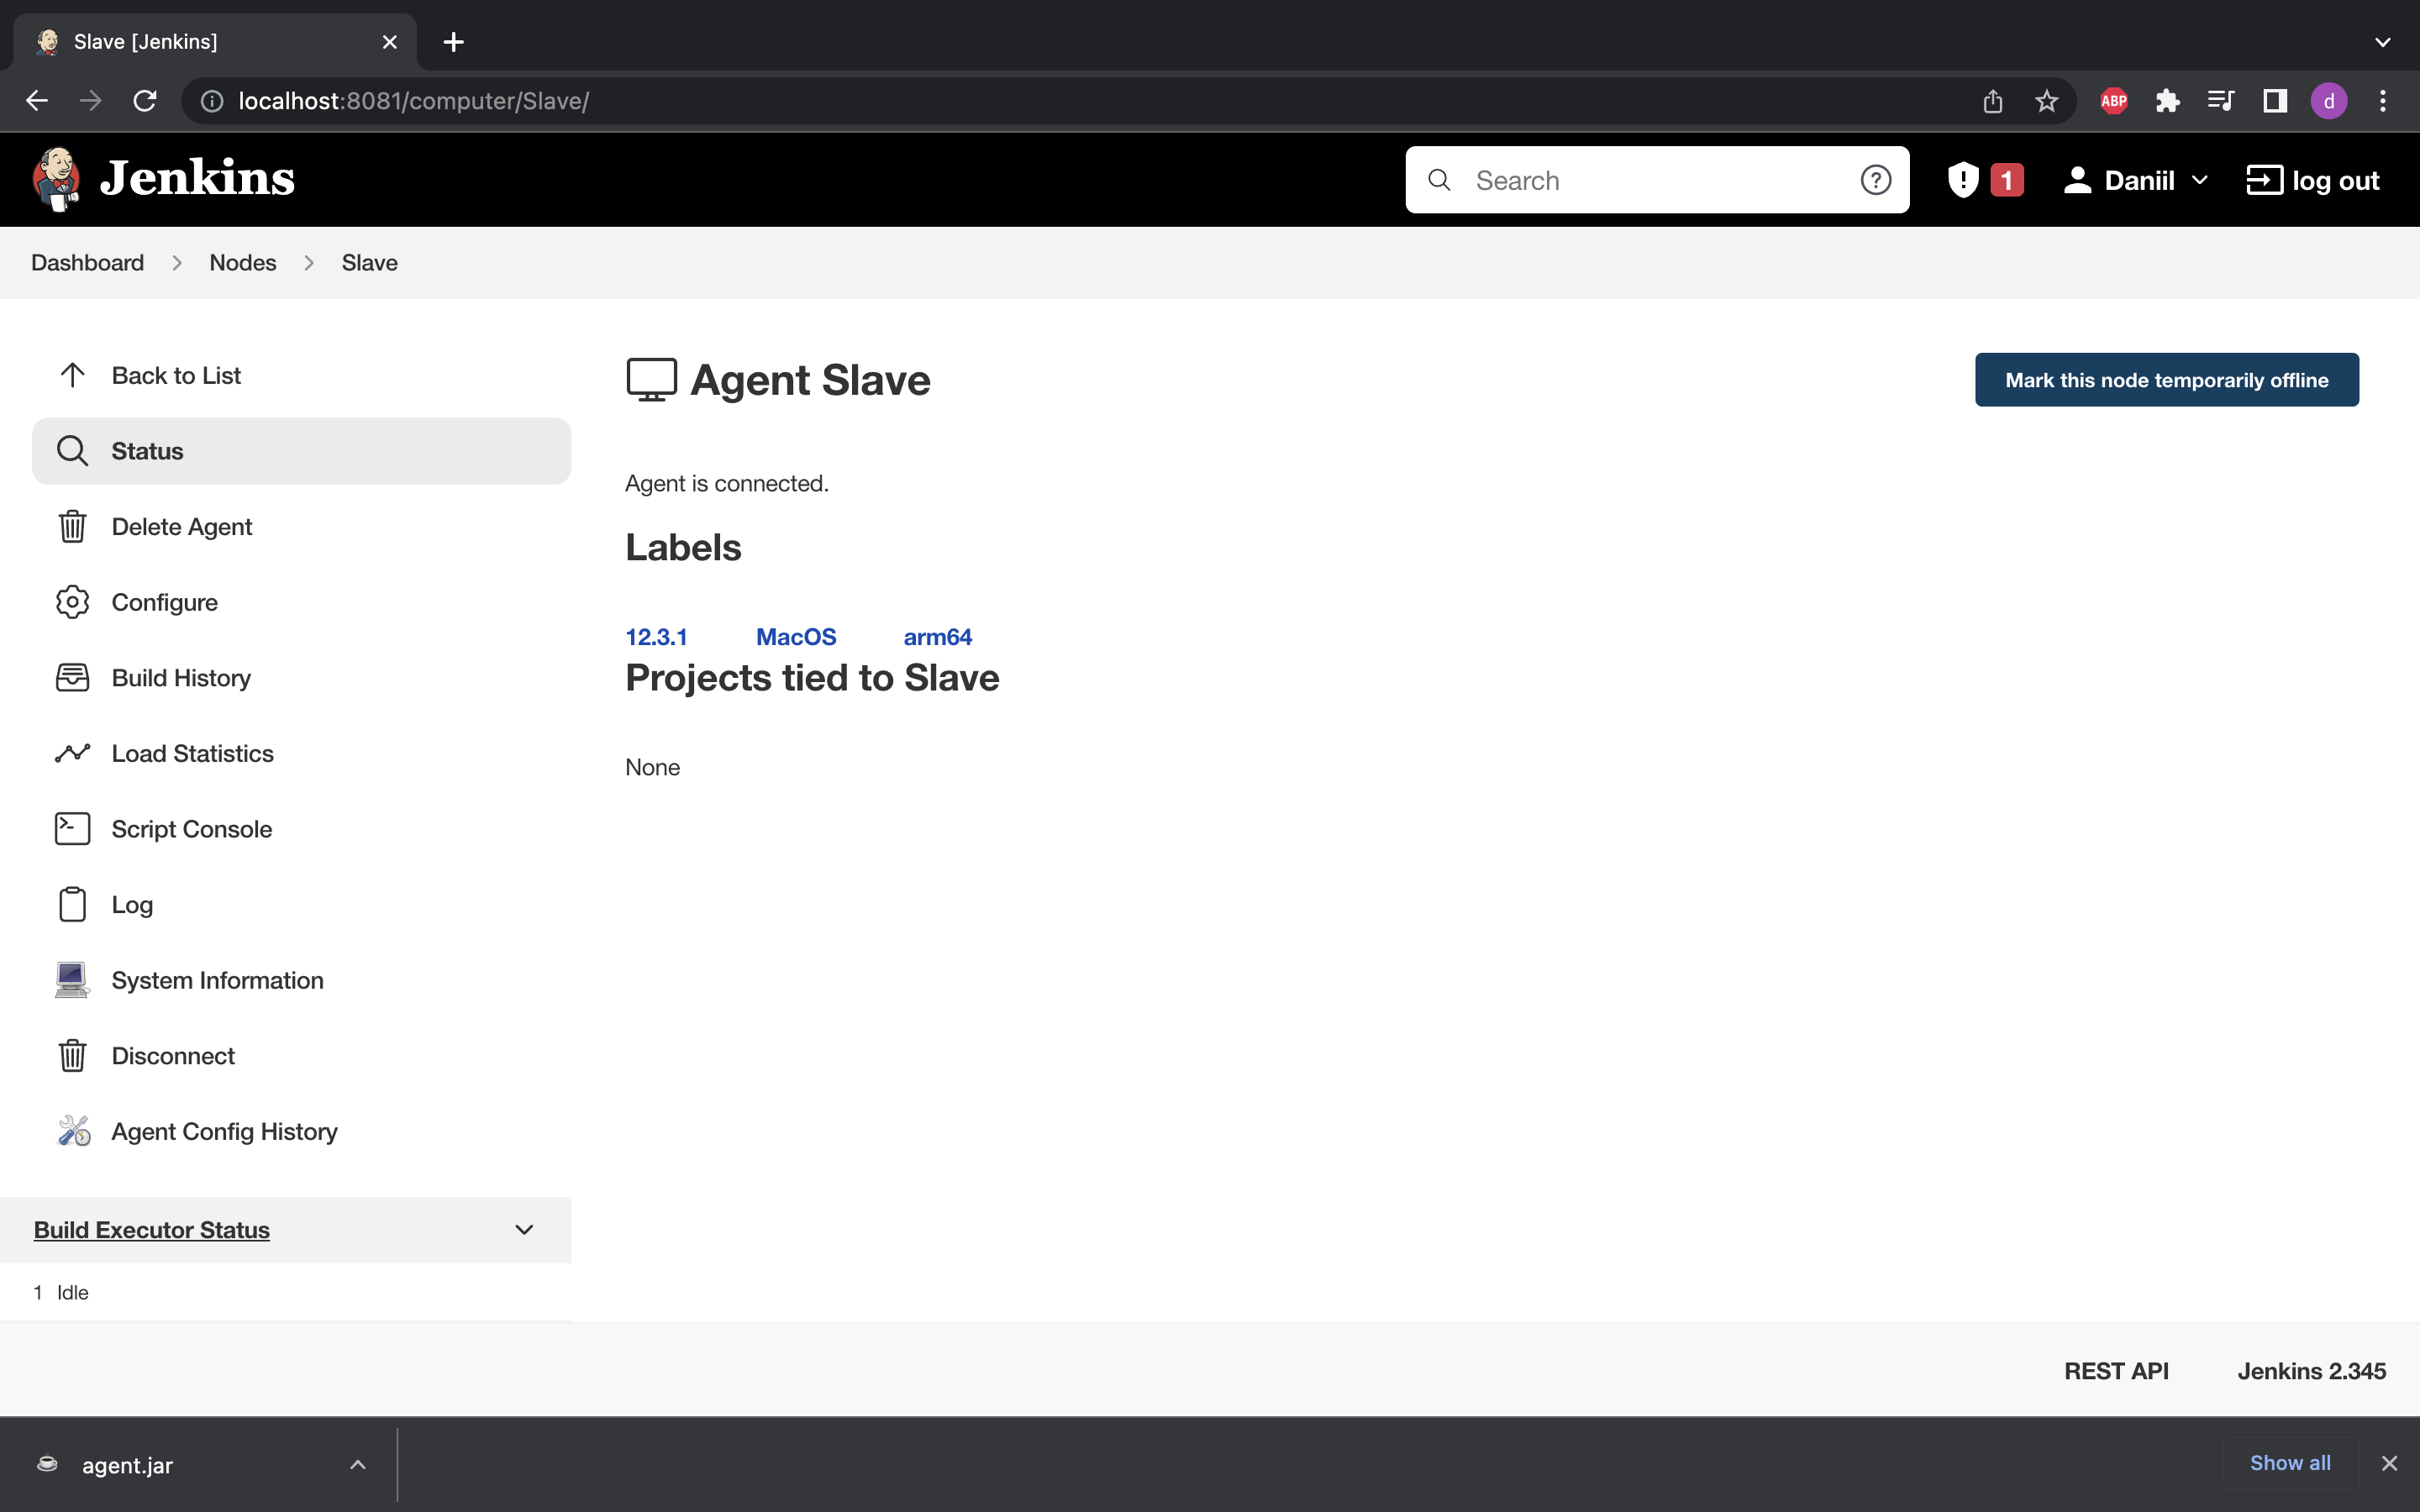 Slave [Jenkins]
localhost:8081/computer/Slave/
ABP
d
Jenkins
Search
1
Daniil
log out
Dashboard
Nodes
Slave
Back to List
Status
Delete Agent
Configure
Build History
Load Statistics
Script Console
Log
System Information
Disconnect
Agent Config History
Agent Slave
Mark this node temporarily offline
Agent is connected.
Labels
12.3.1 MacOS arm64
Projects tied to Slave
None
Build Executor Status
1 Idle
REST API Jenkins 2.345
agent.jar
Show all